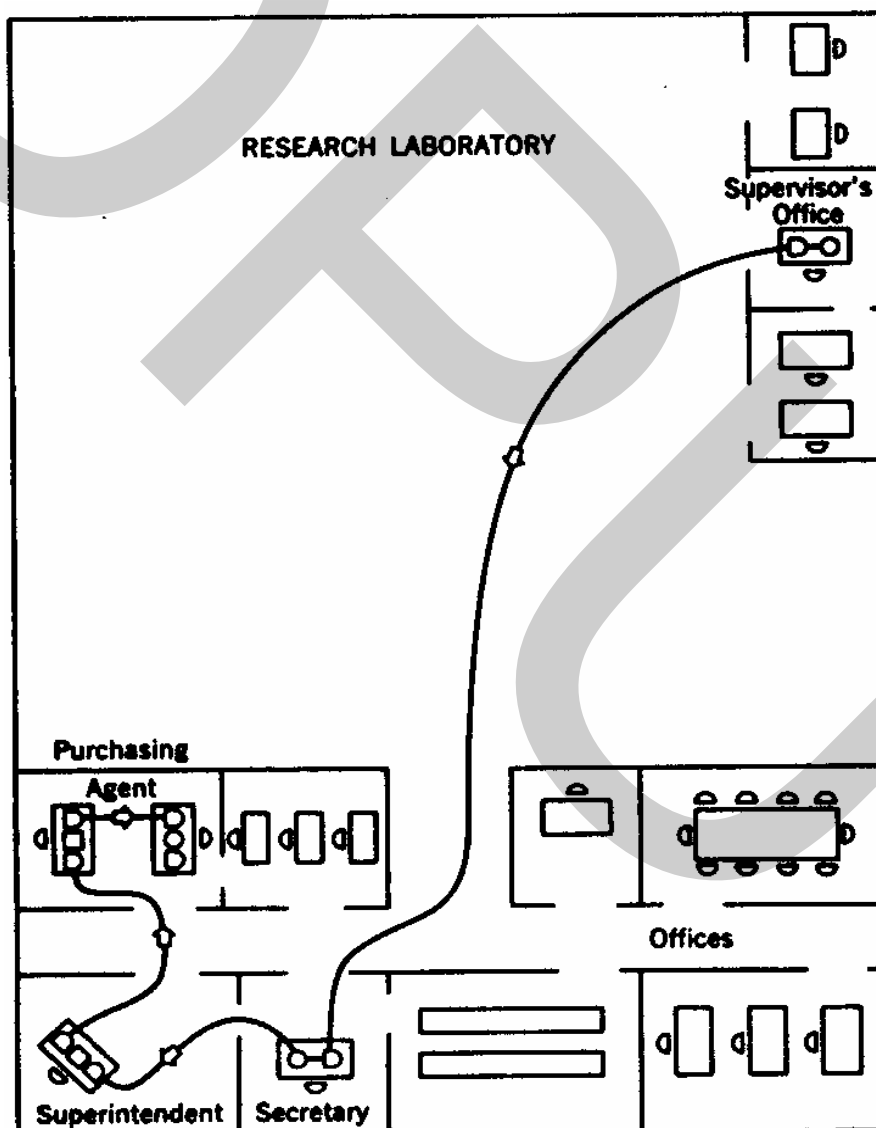 RESEARCH LABORATORY
Supervisor's
Office
Purchasing
Agent
Offices
Superintendent
Secretary